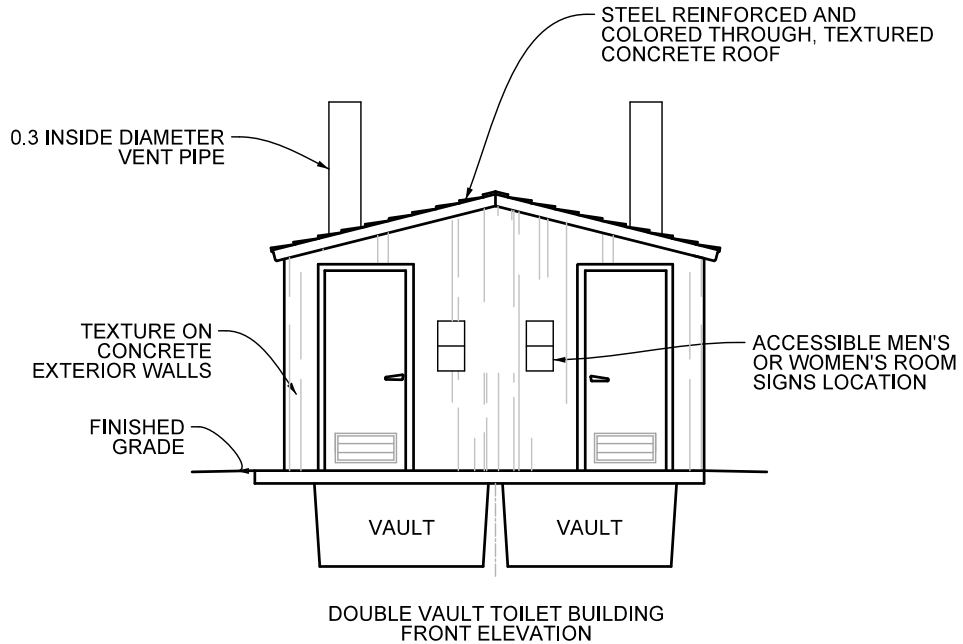 STEEL REINFORCED AND
COLORED THROUGH, TEXTURED
CONCRETE ROOF
0.3 INSIDE DIAMETER
VENT PIPE
TEXTURE ON
CONCRETE
EXTERIOR WALLS
ACCESSIBLE MEN'S
OR WOMEN'S ROOM
SIGNS LOCATION
FINISHED
GRADE
VAULT
VAULT
DOUBLE VAULT TOILET BUILDING
FRONT ELEVATION